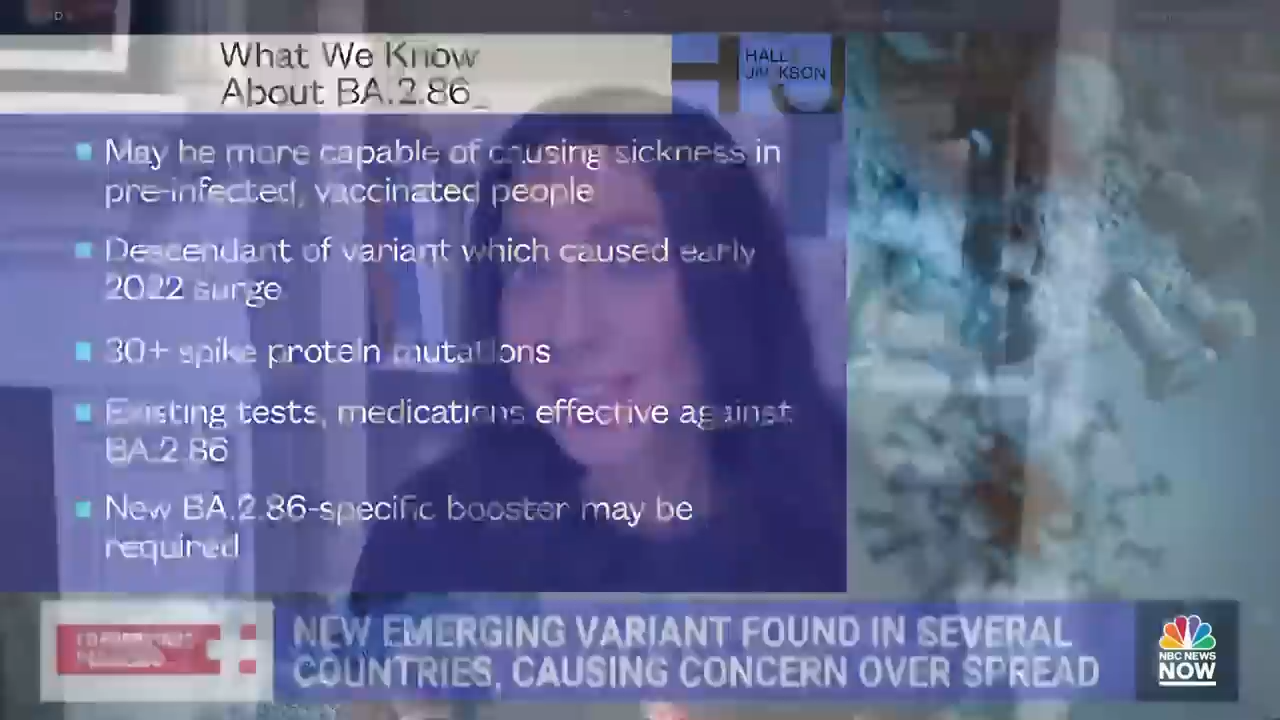 What We Know
About BA.2.86_
HALL
JACKSON
May be more capable of causing sickness in
pre-infected, vaccinated people
Descendant of variant which caused early
2022 surge
30+ spike protein mutations
Existing tests, medications effective against
BA.2.86
New BA.2.86-specific booster may be
required
NEW EMERGING VARIANT FOUND IN SEVERAL
COUNTRIES, CAUSING CONCERN OVER SPREAD
NBC NEWS
NOW